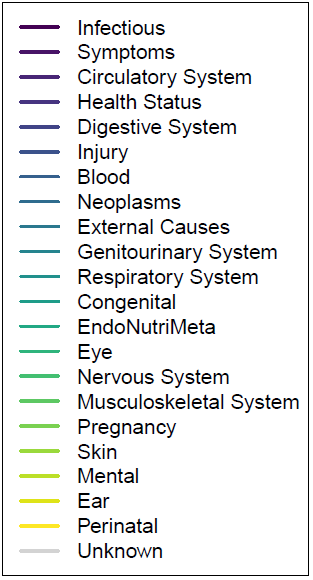 Infectious
Symptoms
Circulatory System
Health Status
Digestive System
Injury
Blood
Neoplasms
External Causes
Genitourinary System
Respiratory System
Congenital
EndoNutriMeta
Eye
Nervous System
Musculoskeletal System
Pregnancy
Skin
Mental
Ear
Perinatal
Unknown